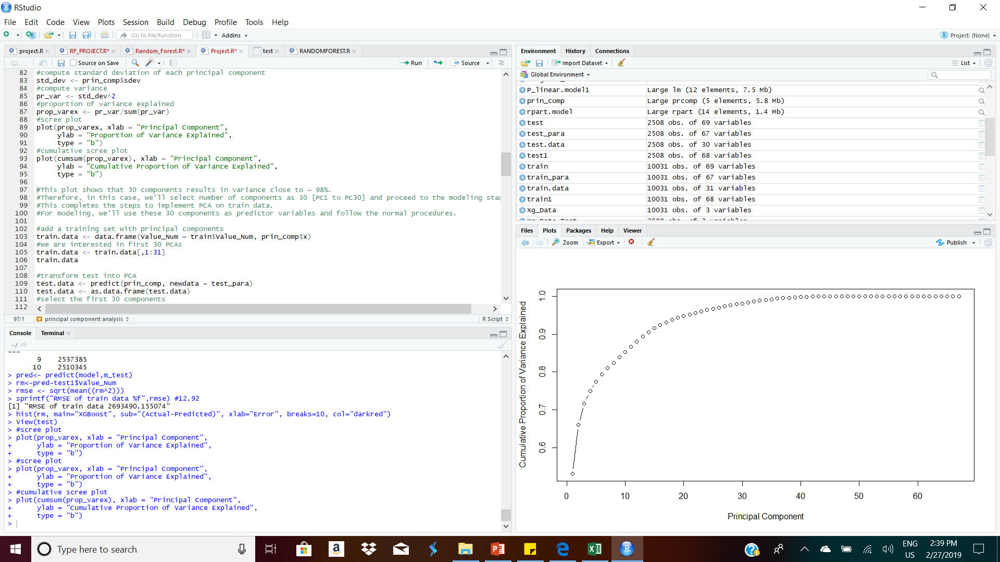 RStudio
File Edit Code View Plots Session Build Debug Profile Tools Help
Go to file/function Addins Project: (None)
project.R RF_PROJECT.R* Random_Forest.R* Project.R* test RANDOMFOREST.R
Source on Save Run Source
82 #compute standard deviation of each principal component
83 std_dev <- prin_comp$sdev
84 #compute variance
85 pr_var <- std_dev^2
86 #proportion of variance explained
87 prop_varex <- pr_var/sum(pr_var)
88 #scree plot
89 plot(prop_varex, xlab = "Principal Component",
90 ylab = "Proportion of Variance Explained",
91 type = "b")
92 #cumulative scree plot
93 plot(cumsum(prop_varex), xlab = "Principal Component",
94 ylab = "Cumulative Proportion of Variance Explained",
95 type = "b")
96
97 #This plot shows that 30 components results in variance close to ~ 98%.
98 #Therefore, in this case, we'll select number of components as 30 [PC1 to PC30] and proceed to the modeling
99 #This completes the steps to implement PCA on train data.
100 #For modeling, we'll use these 30 components as predictor variables and follow the normal procedures.
101
102 #add a training set with principal components
103 train.data <- data.frame(Value_Num = train$Value_Num, prin_comp$x)
104 #we are interested in first 30 PCAs
105 train.data <- train.data[,1:31]
106 train.data
107
108 #transform test into PCA
109 test.data <- predict(prin_comp, newdata = test_para)
110 test.data <- as.data.frame(test.data)
111 #select the first 30 components
112
97:1 principal component analysis R Script
Console Terminal
~/
9 2537385
10 2510345
> pred<- predict(model,m_test)
> rm<-pred-test1$Value_Num
> rmse <- sqrt(mean((rm^2)))
> sprintf("RMSE of train data %f",rmse) #12.92
[1] "RMSE of train data 2693490.155074"
> hist(rm, main="XGBoost", sub="(Actual-Predicted)", xlab="Error", breaks=10, col="darkred")
> View(test)
> #scree plot
> plot(prop_varex, xlab = "Principal Component",
+ ylab = "Proportion of Variance Explained",
+ type = "b")
> #scree plot
> plot(prop_varex, xlab = "Principal Component",
+ ylab = "Proportion of Variance Explained",
+ type = "b")
> #cumulative scree plot
> plot(cumsum(prop_varex), xlab = "Principal Component",
+ ylab = "Cumulative Proportion of Variance Explained",
+ type = "b")
>
Environment History Connections
Import Dataset List
Global Environment
P_linear.model1 Large lm (12 elements, 7.5 Mb)
prin_comp Large prcomp (5 elements, 5.8 Mb)
rpart.model Large rpart (14 elements, 1.4 Mb)
test 2508 obs. of 69 variables
test_para 2508 obs. of 67 variables
test.data 2508 obs. of 30 variables
test1 2508 obs. of 68 variables
train 10031 obs. of 69 variables
train_para 10031 obs. of 67 variables
train.data 10031 obs. of 31 variables
train1 10031 obs. of 68 variables
Xg_Data 10031 obs. of 3 variables
Files Plots Packages Help Viewer
Zoom Export Publish
Cumulative Proportion of Variance Explained
1.0
0.9
0.8
0.7
0.6
0 10 20 30 40 50 60
Principal Component
Type here to search
ENG
US
2:39 PM
2/27/2019